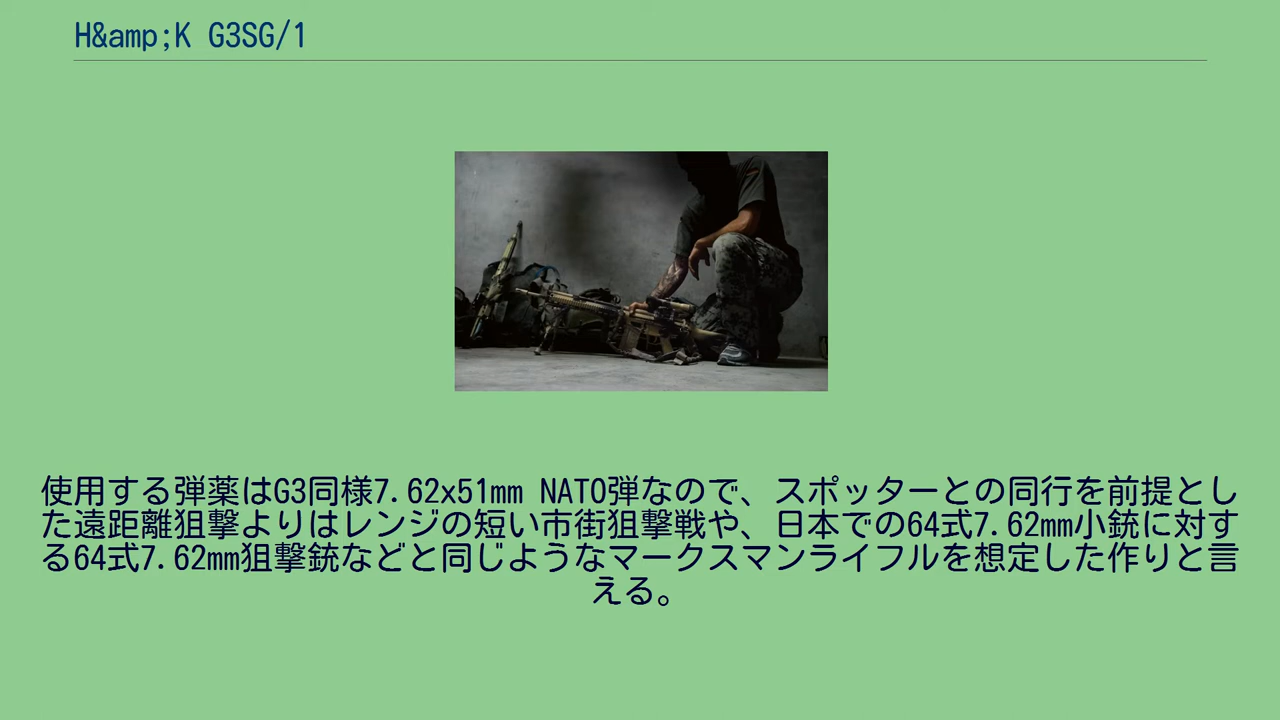 H&amp;K G3SG/1
使用する弾薬はG3同様7.62x51mm NATO弾なので、スポッターとの同行を前提とし
た遠距離狙撃よりはレンジの短い市街狙撃戦や、日本での64式7.62mm小銃に対す
る64式7.62mm狙撃銃などと同じようなマークスマンライフルを想定した作りと言
える。